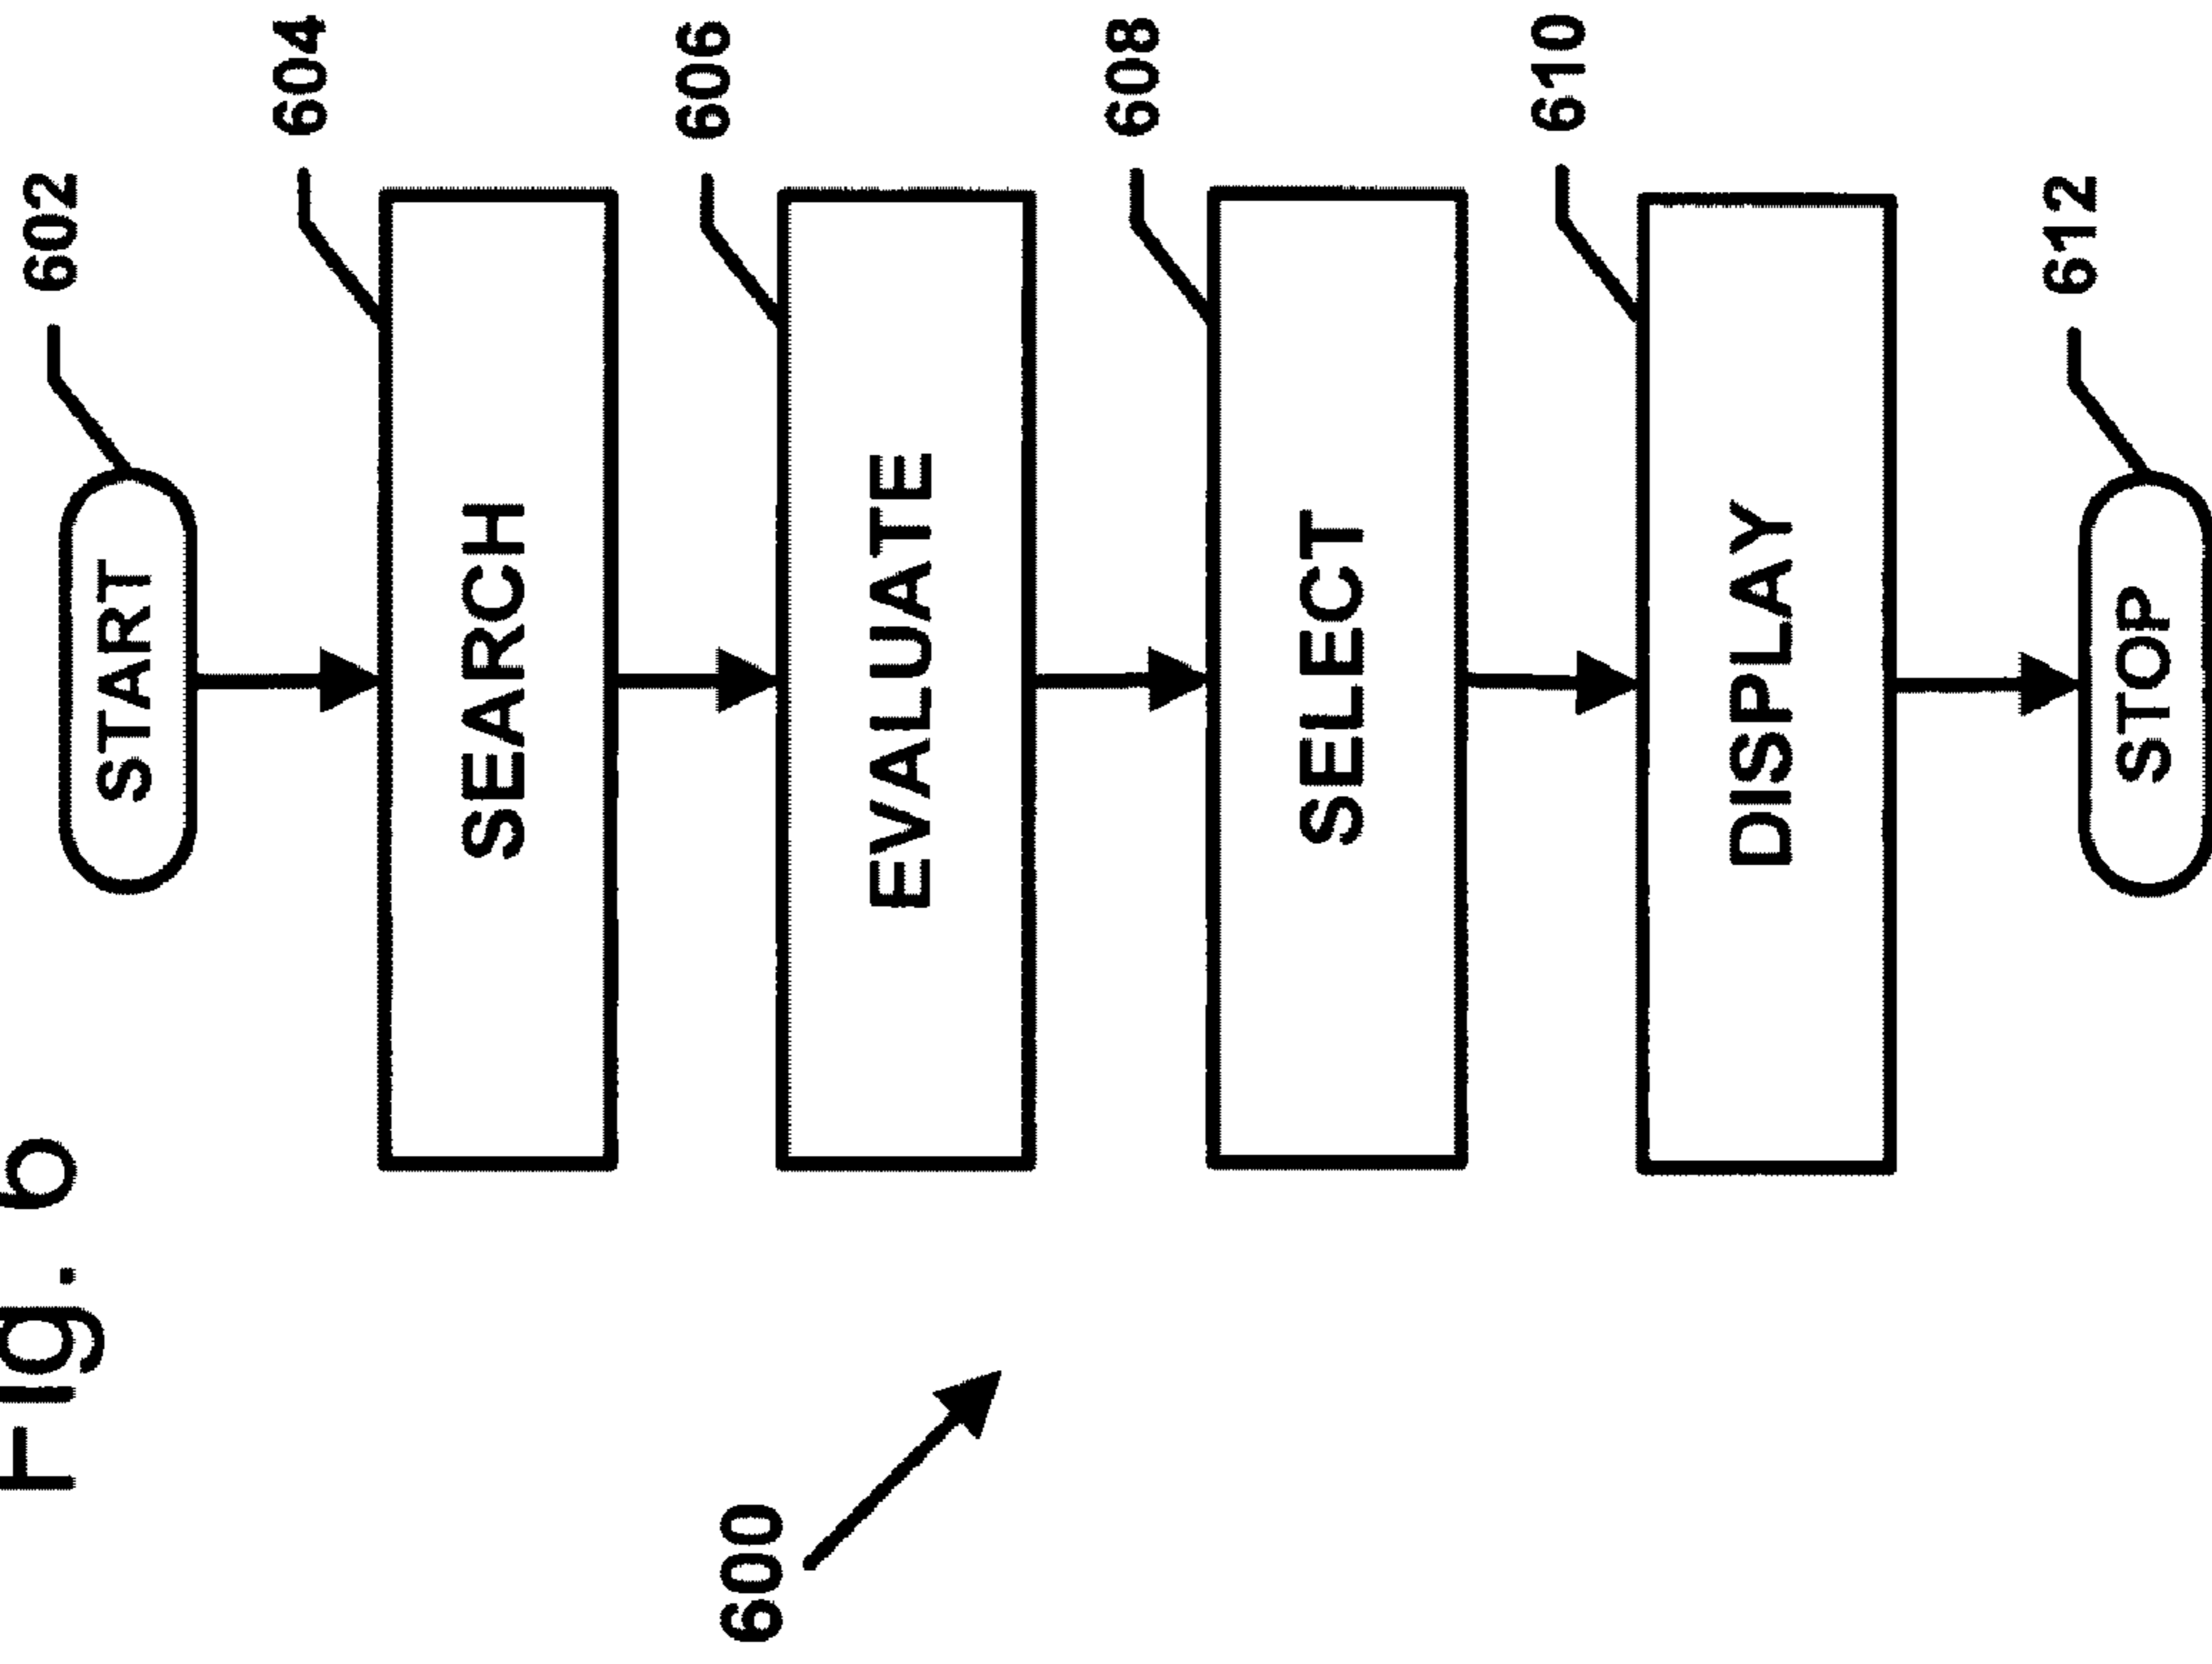 Fig. 6
600
START
602
SEARCH
604
EVALUATE
606
SELECT
608
DISPLAY
610
STOP
612